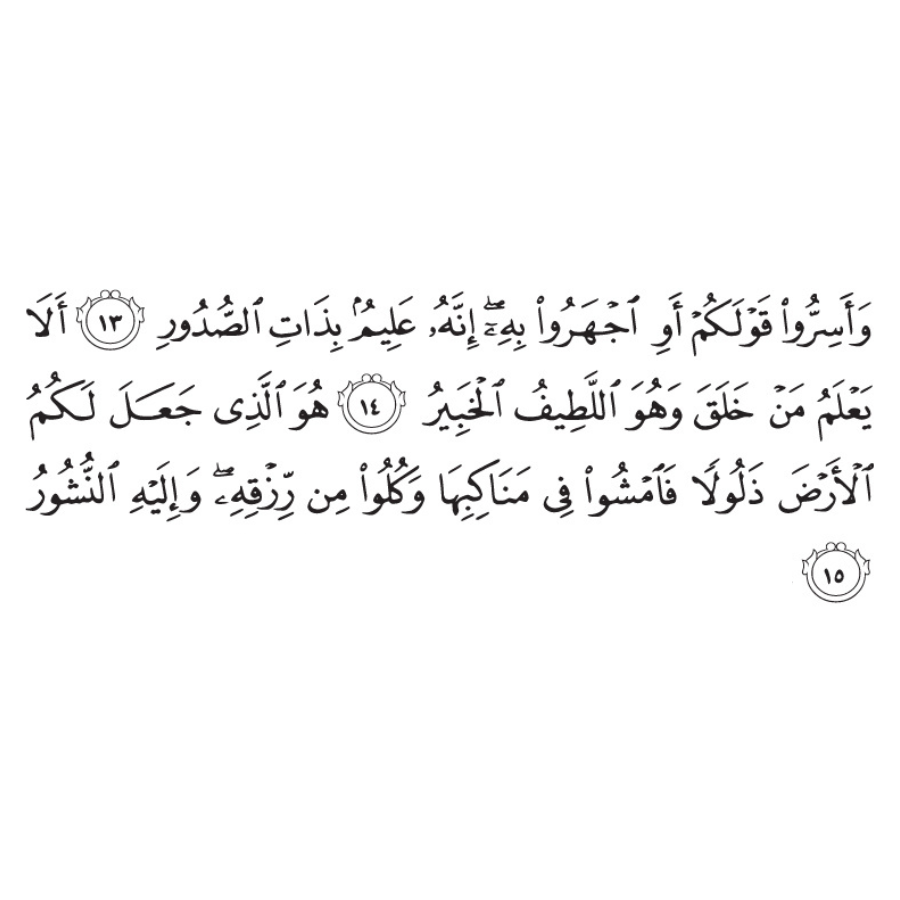 وَأَسِرُّوا۟ قَوْلَكُمْ أَوِ ٱجْهَرُوا۟ بِهِۦٓ ۖ إِنَّهُۥ عَلِيمٌۢ بِذَاتِ ٱلصُّدُورِ ١٣ أَلَا
يَعْلَمُ مَنْ خَلَقَ وَهُوَ ٱللَّطِيفُ ٱلْخَبِيرُ ١٤ هُوَ ٱلَّذِى جَعَلَ لَكُمُ
ٱلْأَرْضَ ذَلُولًا فَٱمْشُوا۟ فِى مَنَاكِبِهَا وَكُلُوا۟ مِن رِّزْقِهِۦ ۖ وَإِلَيْهِ ٱلنُّشُورُ
١٥